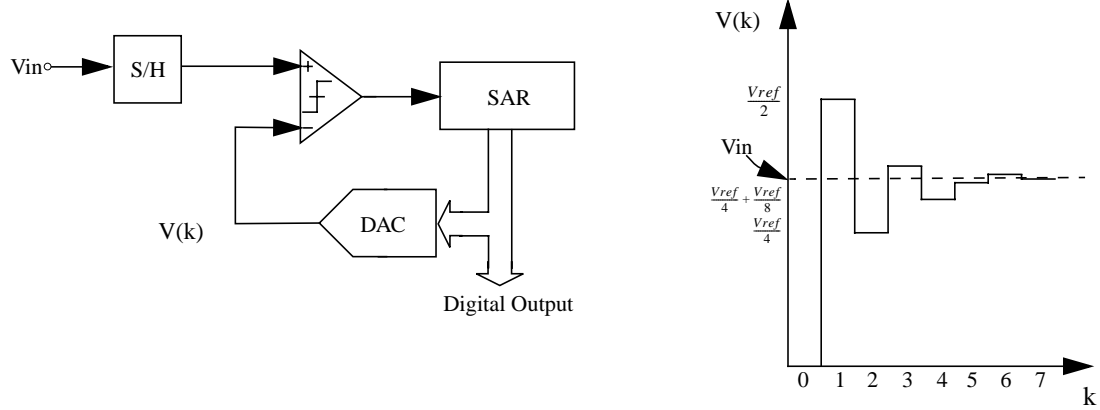 Vin
S/H
+
−
SAR
DAC
V(k)
Digital Output
V(k)
Vref/2
Vin
Vref/4 + Vref/8
Vref/4
0 1 2 3 4 5 6 7
k